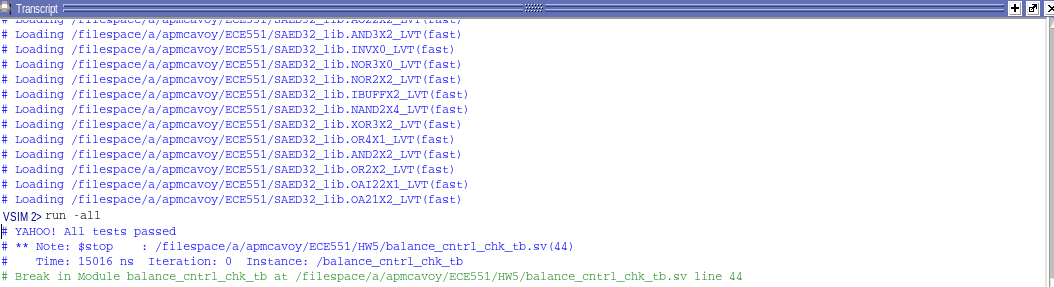 Transcript
# Loading /filespace/a/apmcavoy/ECE551/SAED32_lib.AO22X2_LVT(fast)
# Loading /filespace/a/apmcavoy/ECE551/SAED32_lib.AND3X2_LVT(fast)
# Loading /filespace/a/apmcavoy/ECE551/SAED32_lib.INVX0_LVT(fast)
# Loading /filespace/a/apmcavoy/ECE551/SAED32_lib.NOR3X0_LVT(fast)
# Loading /filespace/a/apmcavoy/ECE551/SAED32_lib.NOR2X2_LVT(fast)
# Loading /filespace/a/apmcavoy/ECE551/SAED32_lib.IBUFFX2_LVT(fast)
# Loading /filespace/a/apmcavoy/ECE551/SAED32_lib.NAND2X4_LVT(fast)
# Loading /filespace/a/apmcavoy/ECE551/SAED32_lib.XOR3X2_LVT(fast)
# Loading /filespace/a/apmcavoy/ECE551/SAED32_lib.OR4X1_LVT(fast)
# Loading /filespace/a/apmcavoy/ECE551/SAED32_lib.AND2X2_LVT(fast)
# Loading /filespace/a/apmcavoy/ECE551/SAED32_lib.OR2X2_LVT(fast)
# Loading /filespace/a/apmcavoy/ECE551/SAED32_lib.OAI22X1_LVT(fast)
# Loading /filespace/a/apmcavoy/ECE551/SAED32_lib.OA21X2_LVT(fast)
VSIM 2> run -all
# YAHOO! All tests passed
# ** Note: $stop    : /filespace/a/apmcavoy/ECE551/HW5/balance_cntrl_chk_tb.sv(44)
#    Time: 15016 ns  Iteration: 0  Instance: /balance_cntrl_chk_tb
# Break in Module balance_cntrl_chk_tb at /filespace/a/apmcavoy/ECE551/HW5/balance_cntrl_chk_tb.sv line 44